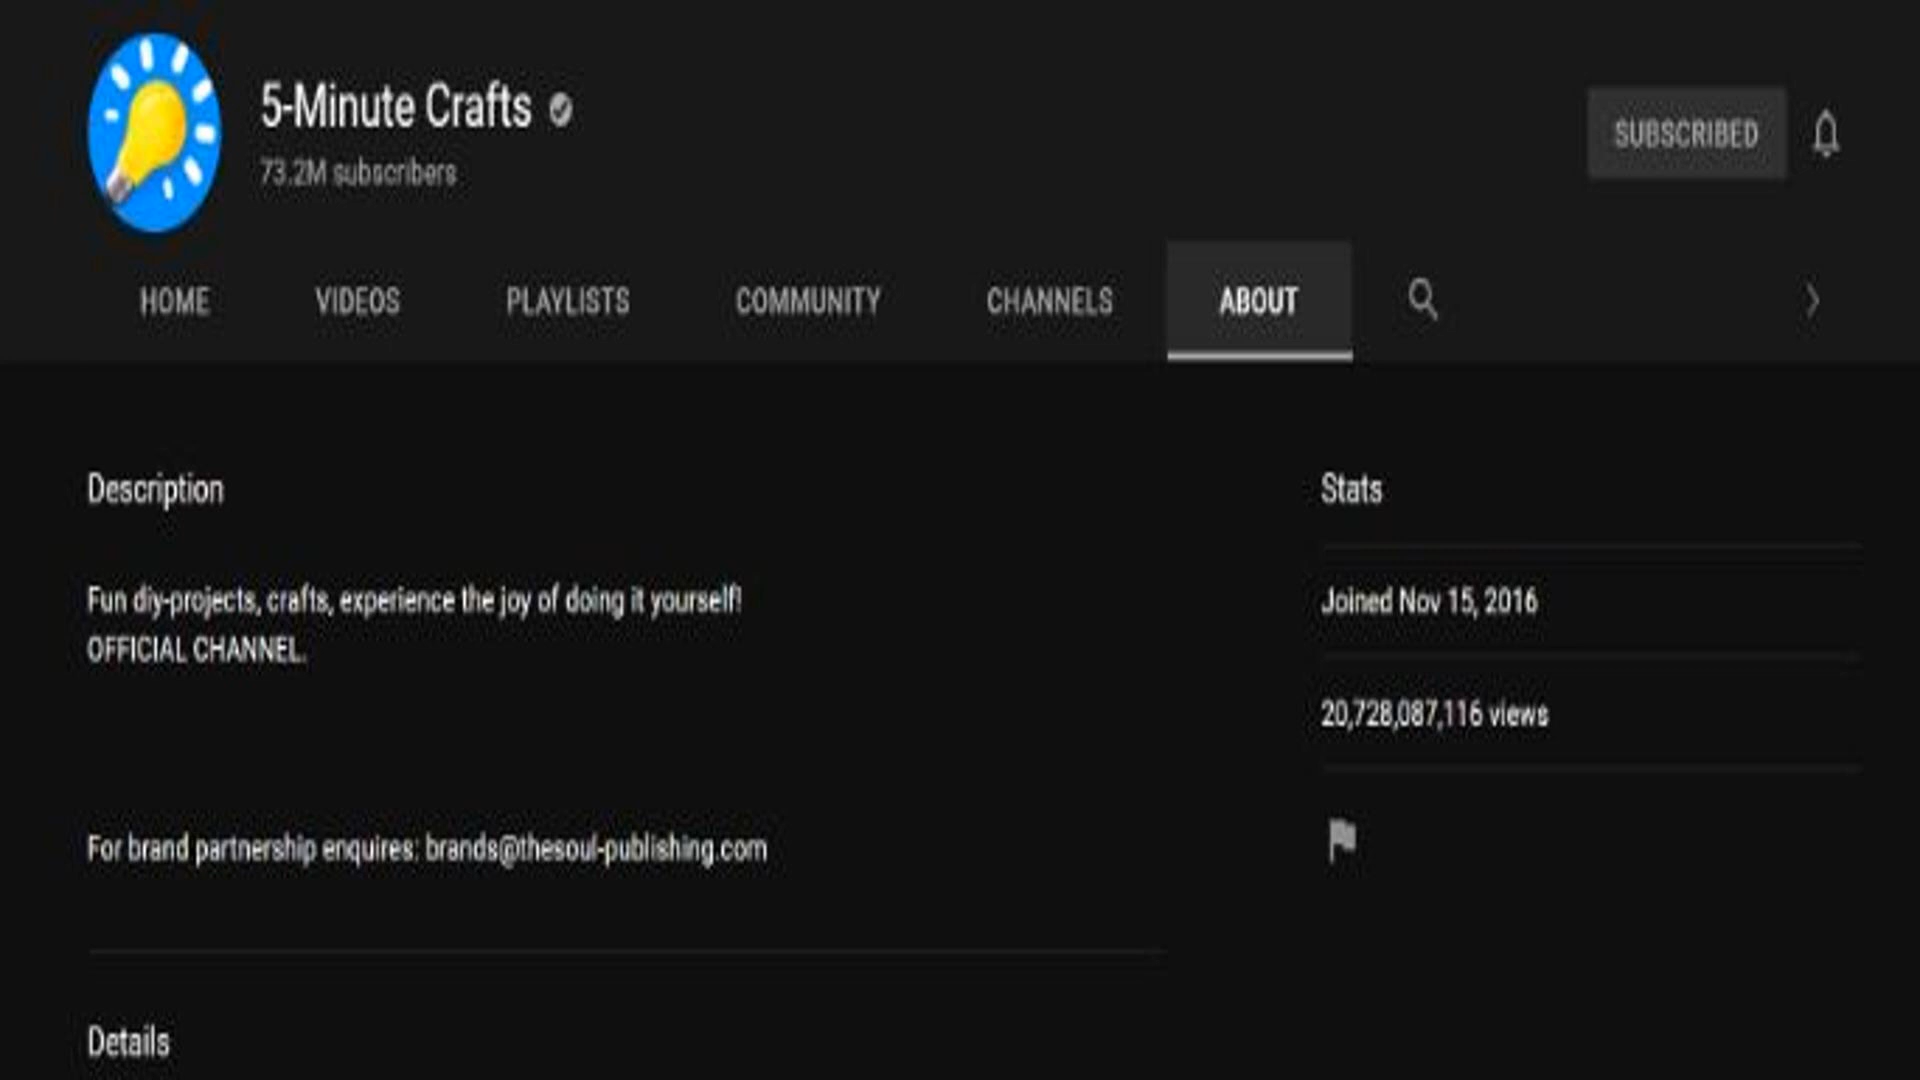 5-Minute Crafts
73.2M subscribers
SUBSCRIBED
HOME VIDEOS PLAYLISTS COMMUNITY CHANNELS ABOUT
Description
Fun diy-projects, crafts, experience the joy of doing it yourself!
OFFICIAL CHANNEL.
For brand partnership enquires: brands@thesoul-publishing.com
Details
Stats
Joined Nov 15, 2016
20,728,087,116 views